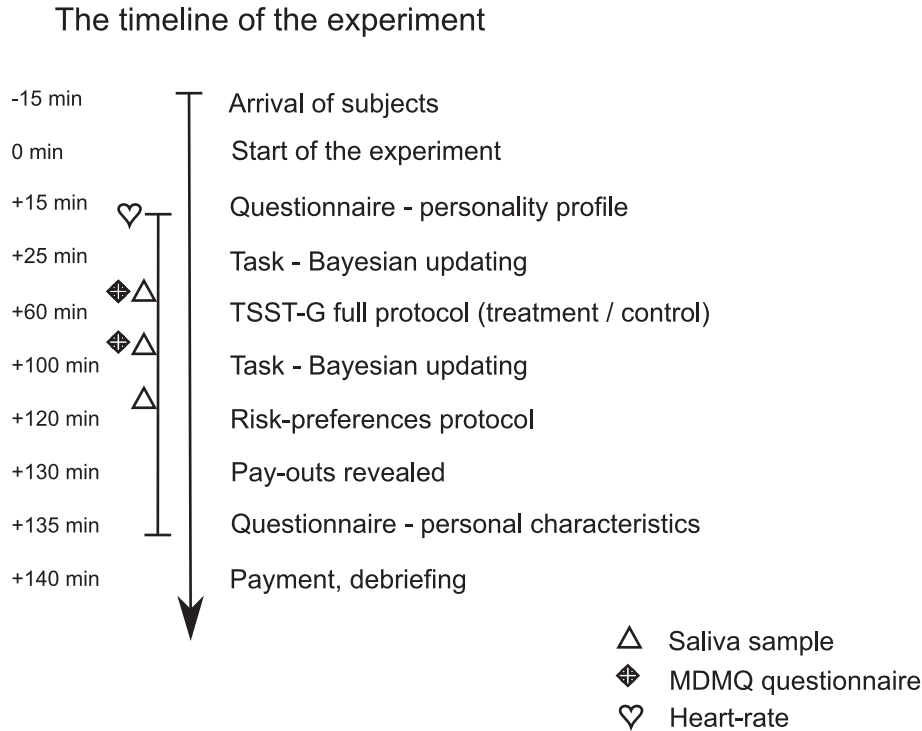 The timeline of the experiment
-15 min Arrival of subjects
0 min Start of the experiment
+15 min Questionnaire - personality profile
+25 min Task - Bayesian updating
+60 min TSST-G full protocol (treatment / control)
+100 min Task - Bayesian updating
+120 min Risk-preferences protocol
+130 min Pay-outs revealed
+135 min Questionnaire - personal characteristics
+140 min Payment, debriefing
Saliva sample
MDMQ questionnaire
Heart-rate